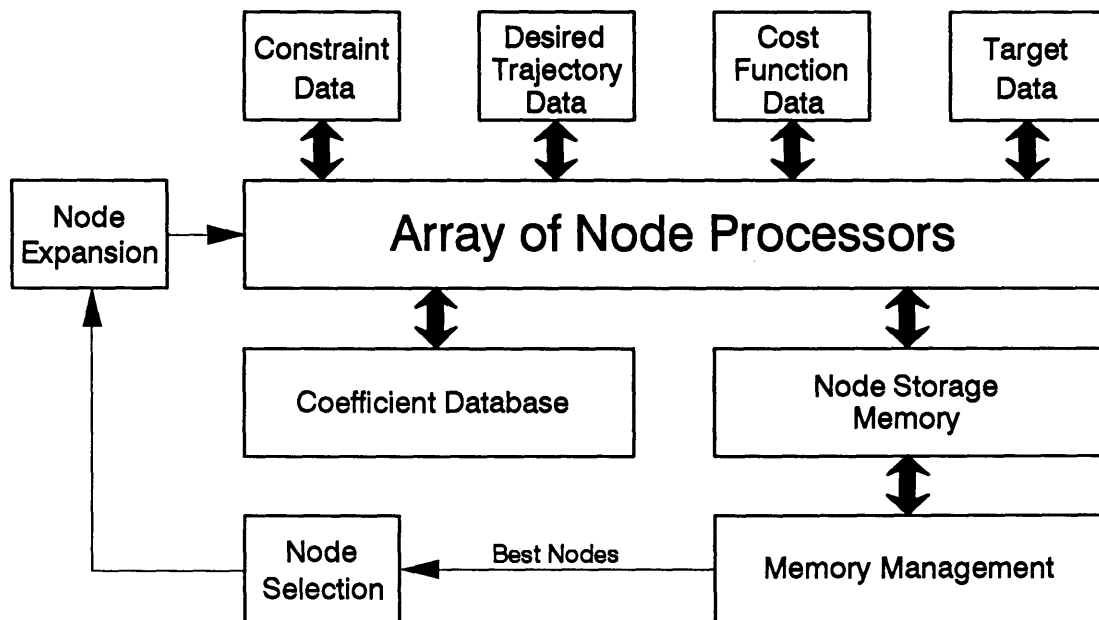 Constraint
Data
Desired
Trajectory
Data
Cost
Function
Data
Target
Data
Node
Expansion
Array of Node Processors
Coefficient Database
Node Storage
Memory
Node
Selection
Best Nodes
Memory Management